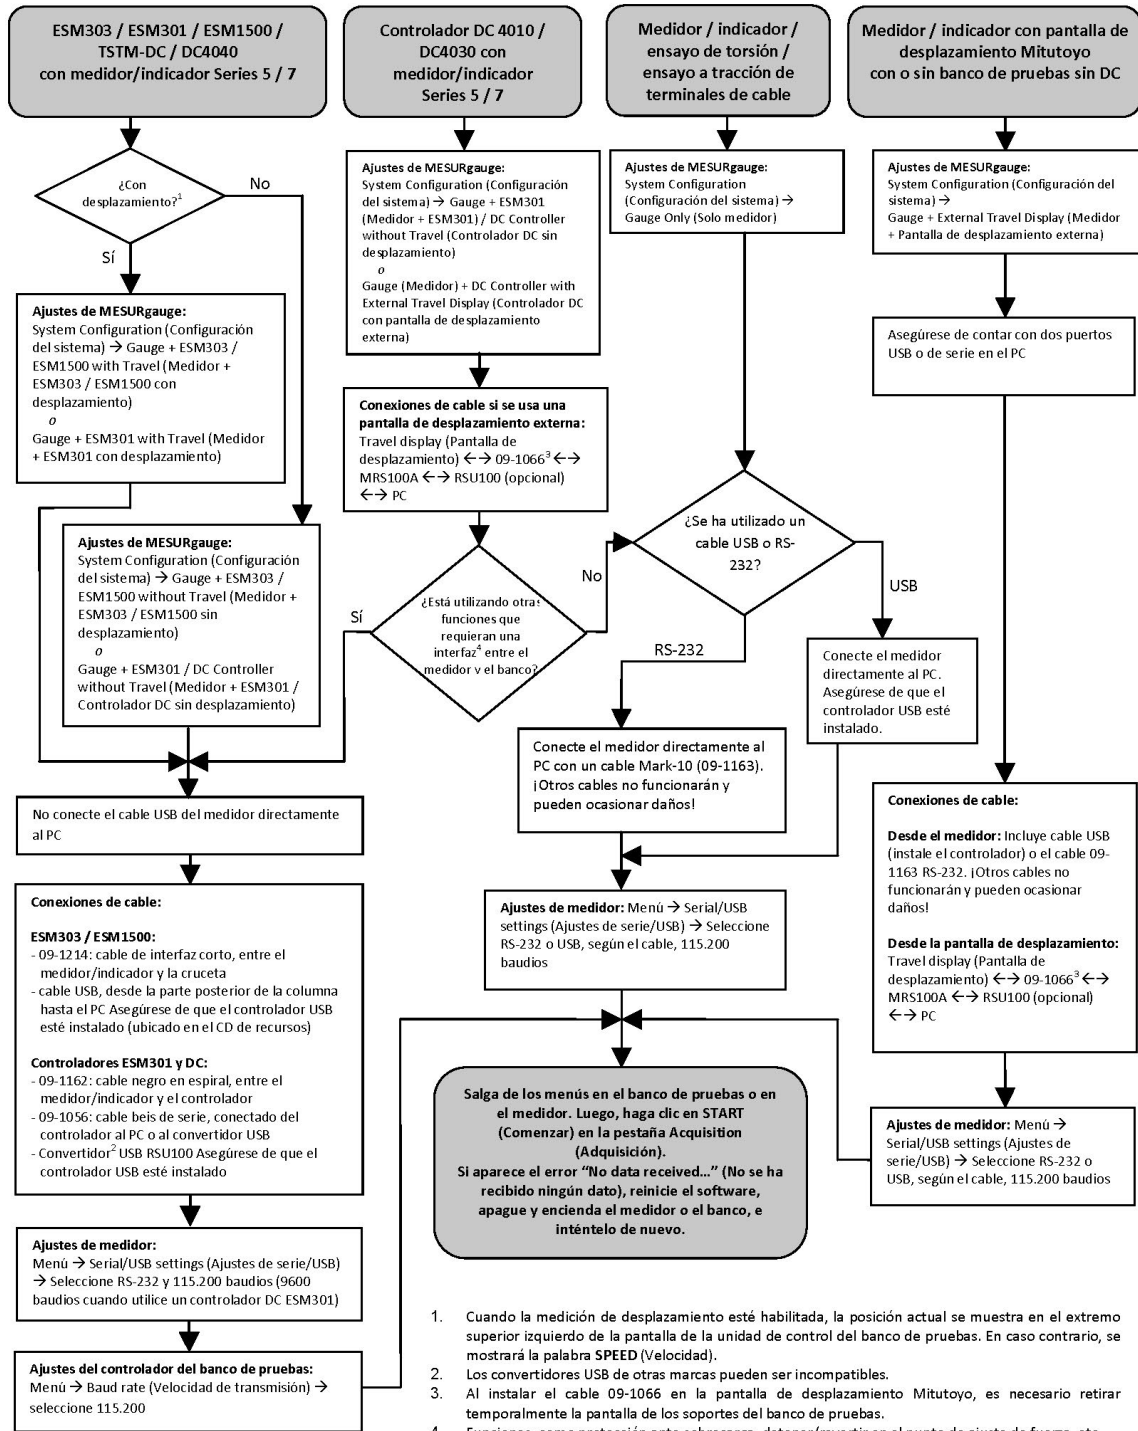 ESM303 / ESM301 / ESM1500 /
TSTM-DC / DC4040
con medidor/indicador Series 5 / 7
¿Con
desplazamiento?1
No
Sí
Ajustes de MESURgauge:
System Configuration (Configuración
del sistema) → Gauge + ESM303 /
ESM1500 with Travel (Medidor +
ESM303 / ESM1500 con
desplazamiento)
o
Gauge + ESM301 with Travel (Medidor
+ ESM301 con desplazamiento)
Ajustes de MESURgauge:
System Configuration (Configuración
del sistema) → Gauge + ESM303 /
ESM1500 without Travel (Medidor +
ESM303 / ESM1500 sin
desplazamiento)
o
Gauge + ESM301 / DC Controller
without Travel (Medidor + ESM301 /
Controlador DC sin desplazamiento)
No conecte el cable USB del medidor directamente
al PC
Conexiones de cable:
ESM303 / ESM1500:
- 09-1214: cable de interfaz corto, entre el
medidor/indicador y la cruceta
- cable USB, desde la parte posterior de la columna
hasta el PC Asegúrese de que el controlador USB
esté instalado (ubicado en el CD de recursos)
Controladores ESM301 y DC:
- 09-1162: cable negro en espiral, entre el
medidor/indicador y el controlador
- 09-1056: cable beis de serie, conectado del
controlador al PC o al convertidor USB
- Convertidor2 USB RSU100 Asegúrese de que el
controlador USB esté instalado
Ajustes de medidor:
Menú → Serial/USB settings (Ajustes de serie/USB)
→ Seleccione RS-232 y 115.200 baudios (9600
baudios cuando utilice un controlador DC ESM301)
Ajustes del controlador del banco de pruebas:
Menú → Baud rate (Velocidad de transmisión) →
seleccione 115.200
Controlador DC 4010 /
DC4030 con
medidor/indicador
Series 5 / 7
Ajustes de MESURgauge:
System Configuration (Configuración
del sistema) → Gauge + ESM301
(Medidor + ESM301) / DC Controller
without Travel (Controlador DC sin
desplazamiento)
o
Gauge (Medidor) + DC Controller with
External Travel Display (Controlador DC
con pantalla de desplazamiento
externa)
Conexiones de cable si se usa una
pantalla de desplazamiento externa:
Travel display (Pantalla de
desplazamiento) ←→ 09-10663 ←→
MRS100A ←→ RSU100 (opcional)
←→ PC
¿Está utilizando otras
funciones que
requieran una
interfaz4 entre el
medidor y el banco?
Sí
No
Medidor / indicador /
ensayo de torsión /
ensayo a tracción de
terminales de cable
Ajustes de MESURgauge:
System Configuration
(Configuración del sistema) →
Gauge Only (Solo medidor)
¿Se ha utilizado un
cable USB o RS-
232?
USB
RS-232
Conecte el medidor
directamente al PC.
Asegúrese de que el
controlador USB esté
instalado.
Conecte el medidor directamente al
PC con un cable Mark-10 (09-1163).
¡Otros cables no funcionarán y
pueden ocasionar daños!
Ajustes de medidor: Menú → Serial/USB
settings (Ajustes de serie/USB) → Seleccione
RS-232 o USB, según el cable, 115.200
baudios
Medidor / indicador con pantalla de
desplazamiento Mitutoyo
con o sin banco de pruebas sin DC
Ajustes de MESURgauge:
System Configuration (Configuración del
sistema) →
Gauge + External Travel Display (Medidor
+ Pantalla de desplazamiento externa)
Asegúrese de contar con dos puertos
USB o de serie en el PC
Conexiones de cable:
Desde el medidor: Incluye cable USB
(instale el controlador) o el cable 09-
1163 RS-232. ¡Otros cables no
funcionarán y pueden ocasionar
daños!
Desde la pantalla de desplazamiento:
Travel display (Pantalla de
desplazamiento) ←→ 09-10663 ←→
MRS100A ←→ RSU100 (opcional)
←→ PC
Ajustes de medidor: Menú →
Serial/USB settings (Ajustes de
serie/USB) → Seleccione RS-232 o
USB, según el cable, 115.200 baudios
Salga de los menús en el banco de pruebas o en
el medidor. Luego, haga clic en START
(Comenzar) en la pestaña Acquisition
(Adquisición).
Si aparece el error “No data received...” (No se ha
recibido ningún dato), reinicie el software,
apague y encienda el medidor o el banco, e
inténtelo de nuevo.
1. Cuando la medición de desplazamiento esté habilitada, la posición actual se muestra en el extremo
superior izquierdo de la pantalla de la unidad de control del banco de pruebas. En caso contrario, se
mostrará la palabra SPEED (Velocidad).
2. Los convertidores USB de otras marcas pueden ser incompatibles.
3. Al instalar el cable 09-1066 en la pantalla de desplazamiento Mitutoyo, es necesario retirar
temporalmente la pantalla de los soportes del banco de pruebas.